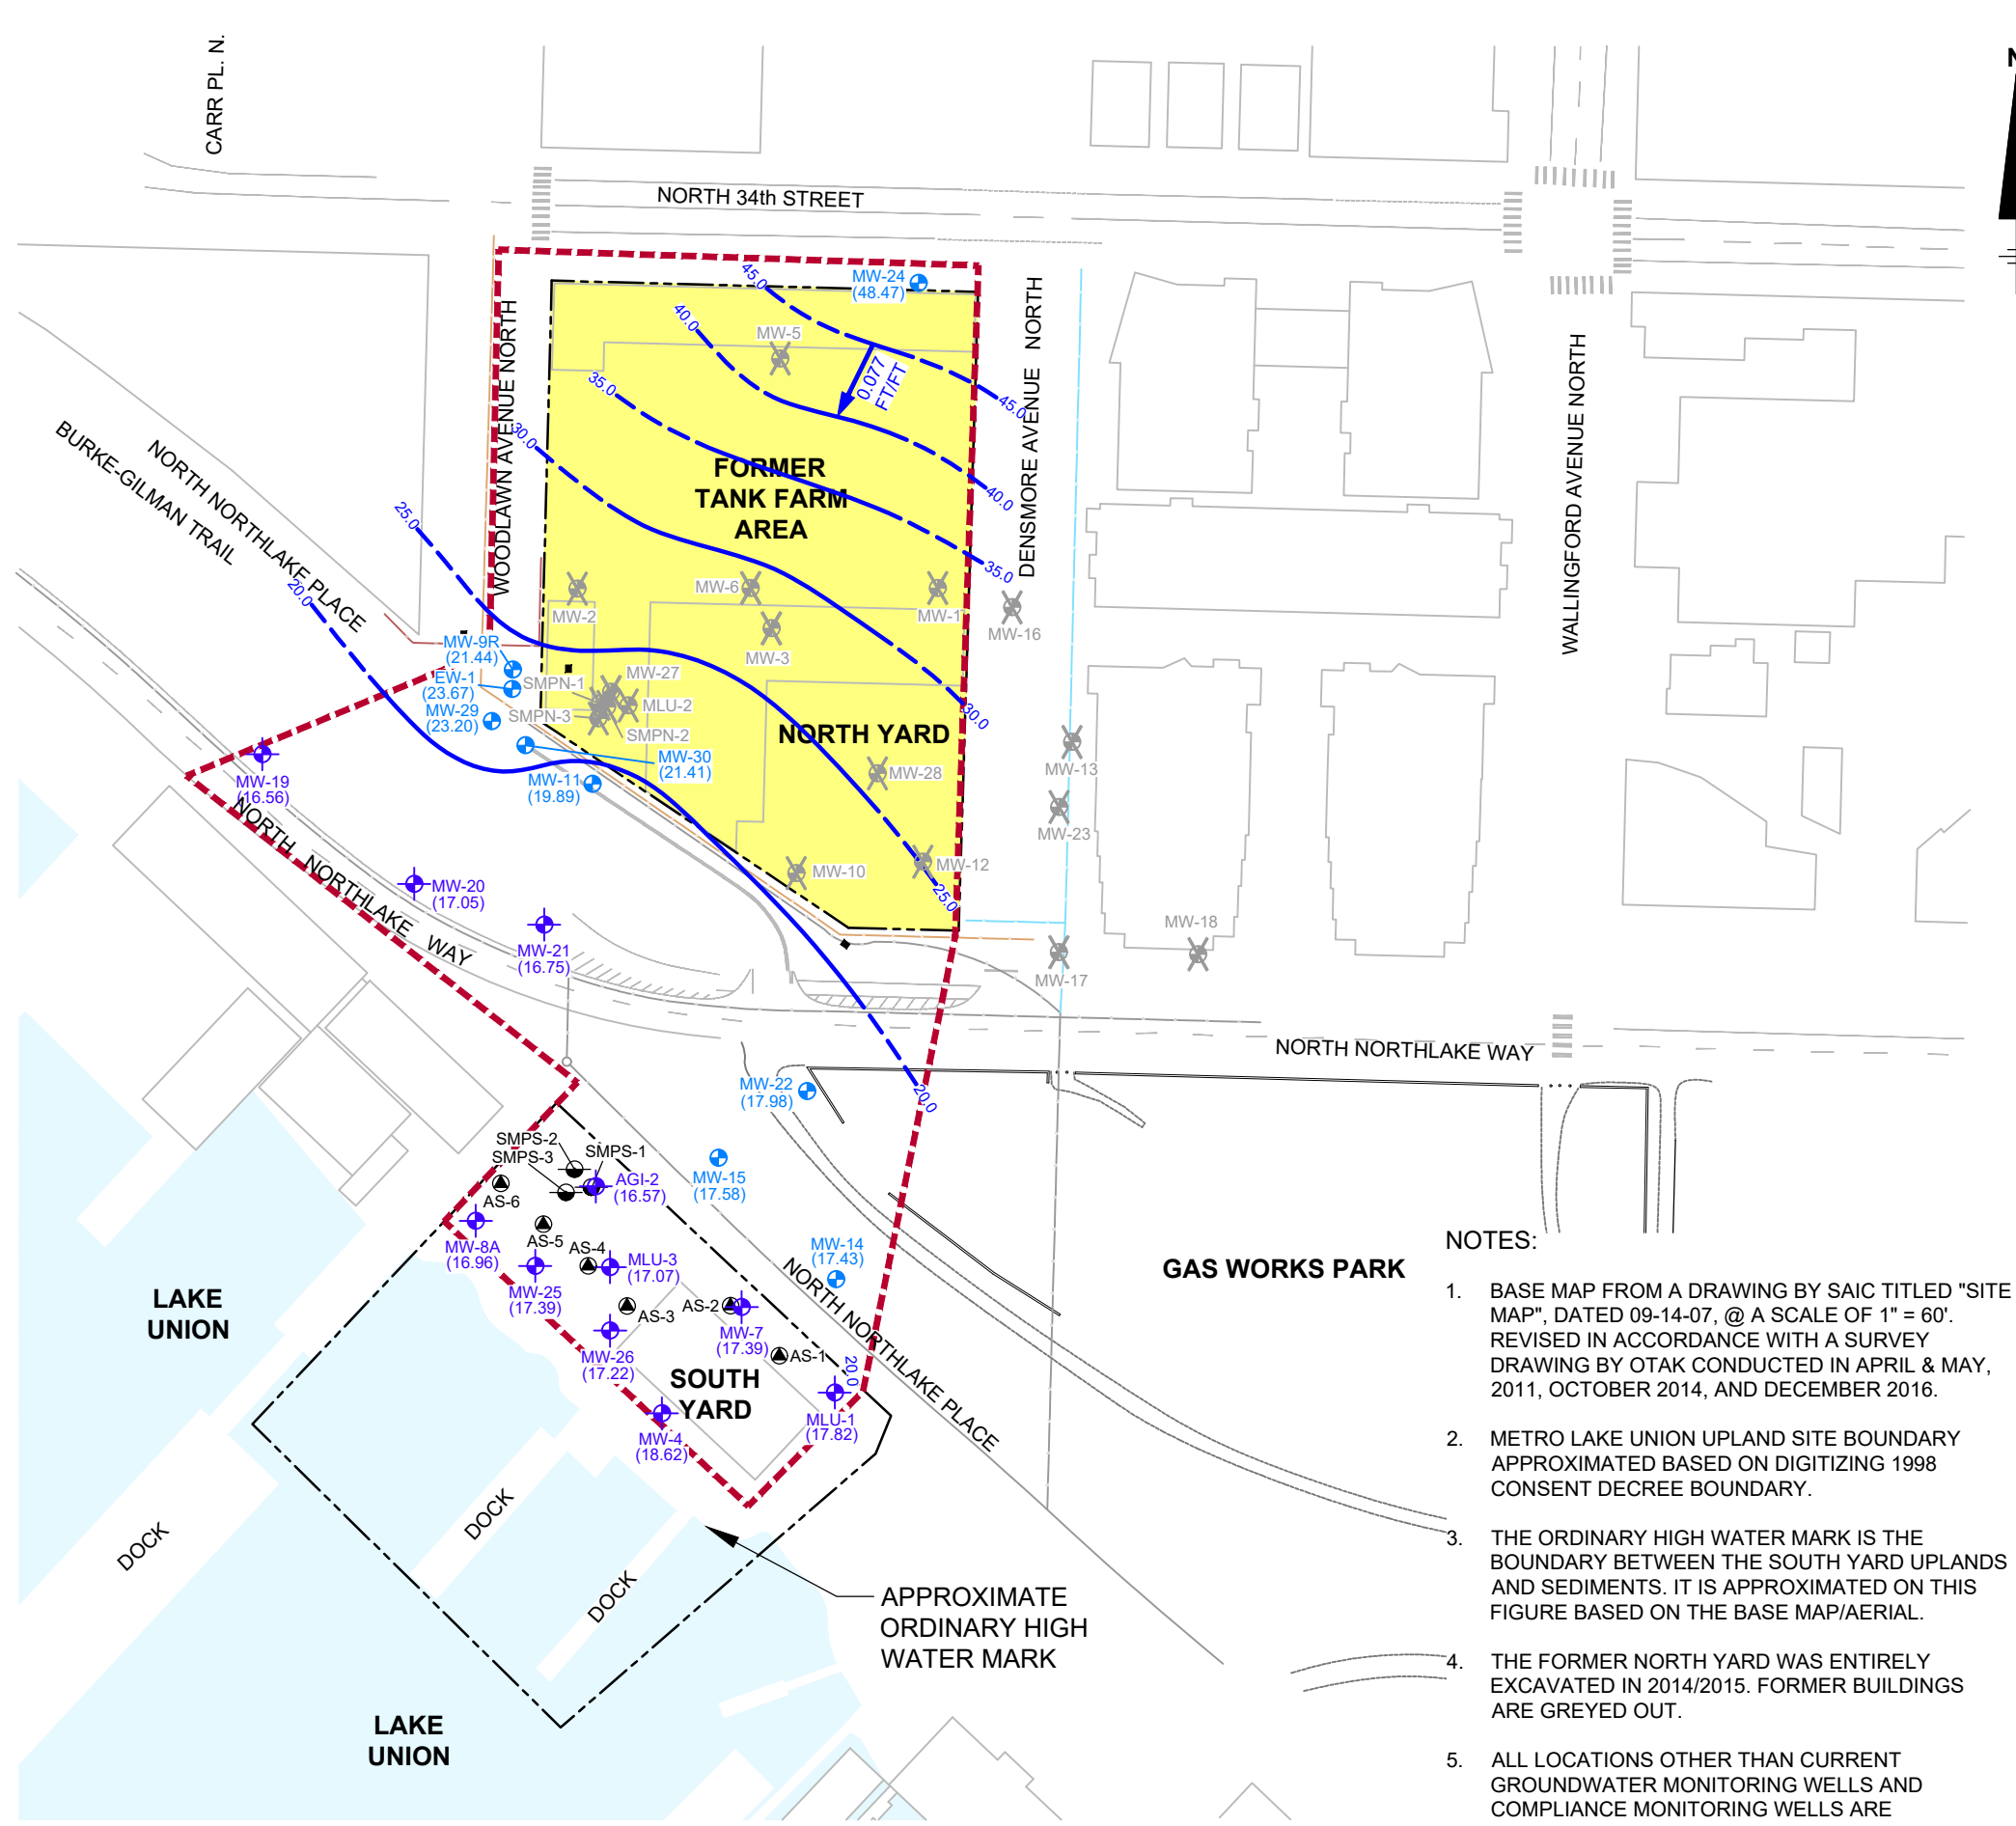 CARR PL. N.
N
NORTH 34th STREET
WOODLAWN AVENUE NORTH
DENSMORE AVENUE NORTH
WALLINGFORD AVENUE NORTH
NORTH NORTHLAKE PLACE
BURKE-GILMAN TRAIL
45.0
MW-24
(48.47)
40.0
MW-5
0.077
FT/FT
35.0
45.0
30.0
FORMER
TANK FARM
AREA
40.0
25.0
35.0
20.0
MW-2
MW-6
MW-1
MW-16
MW-3
MW-9R
(21.44)
EW-1
(23.67)
MW-29
(23.20)
SMPN-1
MW-27
MLU-2
SMPN-3
SMPN-2
30.0
NORTH YARD
MW-30
(21.41)
MW-28
MW-13
MW-11
(19.89)
MW-19
(16.56)
MW-23
MW-10
MW-12
25.0
NORTH NORTHLAKE WAY
MW-20
(17.05)
MW-21
(16.75)
MW-17
MW-18
NORTH NORTHLAKE WAY
MW-22
(17.98)
20.0
SMPS-2
SMPS-3
SMPS-1
AS-6
AGI-2
(16.57)
MW-15
(17.58)
MW-8A
(16.96)
AS-5
AS-4
MLU-3
(17.07)
MW-14
(17.43)
MW-25
(17.39)
AS-3
AS-2
MW-7
(17.39)
NORTH NORTHLAKE PLACE
MW-26
(17.22)
AS-1
20.0
SOUTH
YARD
MLU-1
(17.82)
MW-4
(18.62)
GAS WORKS PARK
LAKE
UNION
DOCK
DOCK
DOCK
APPROXIMATE
ORDINARY HIGH
WATER MARK
LAKE
UNION
NOTES:
1. BASE MAP FROM A DRAWING BY SAIC TITLED "SITE
MAP", DATED 09-14-07, @ A SCALE OF 1" = 60'.
REVISED IN ACCORDANCE WITH A SURVEY
DRAWING BY OTAK CONDUCTED IN APRIL & MAY,
2011, OCTOBER 2014, AND DECEMBER 2016.
2. METRO LAKE UNION UPLAND SITE BOUNDARY
APPROXIMATED BASED ON DIGITIZING 1998
CONSENT DECREE BOUNDARY.
3. THE ORDINARY HIGH WATER MARK IS THE
BOUNDARY BETWEEN THE SOUTH YARD UPLANDS
AND SEDIMENTS. IT IS APPROXIMATED ON THIS
FIGURE BASED ON THE BASE MAP/AERIAL.
4. THE FORMER NORTH YARD WAS ENTIRELY
EXCAVATED IN 2014/2015. FORMER BUILDINGS
ARE GREYED OUT.
5. ALL LOCATIONS OTHER THAN CURRENT
GROUNDWATER MONITORING WELLS AND
COMPLIANCE MONITORING WELLS ARE